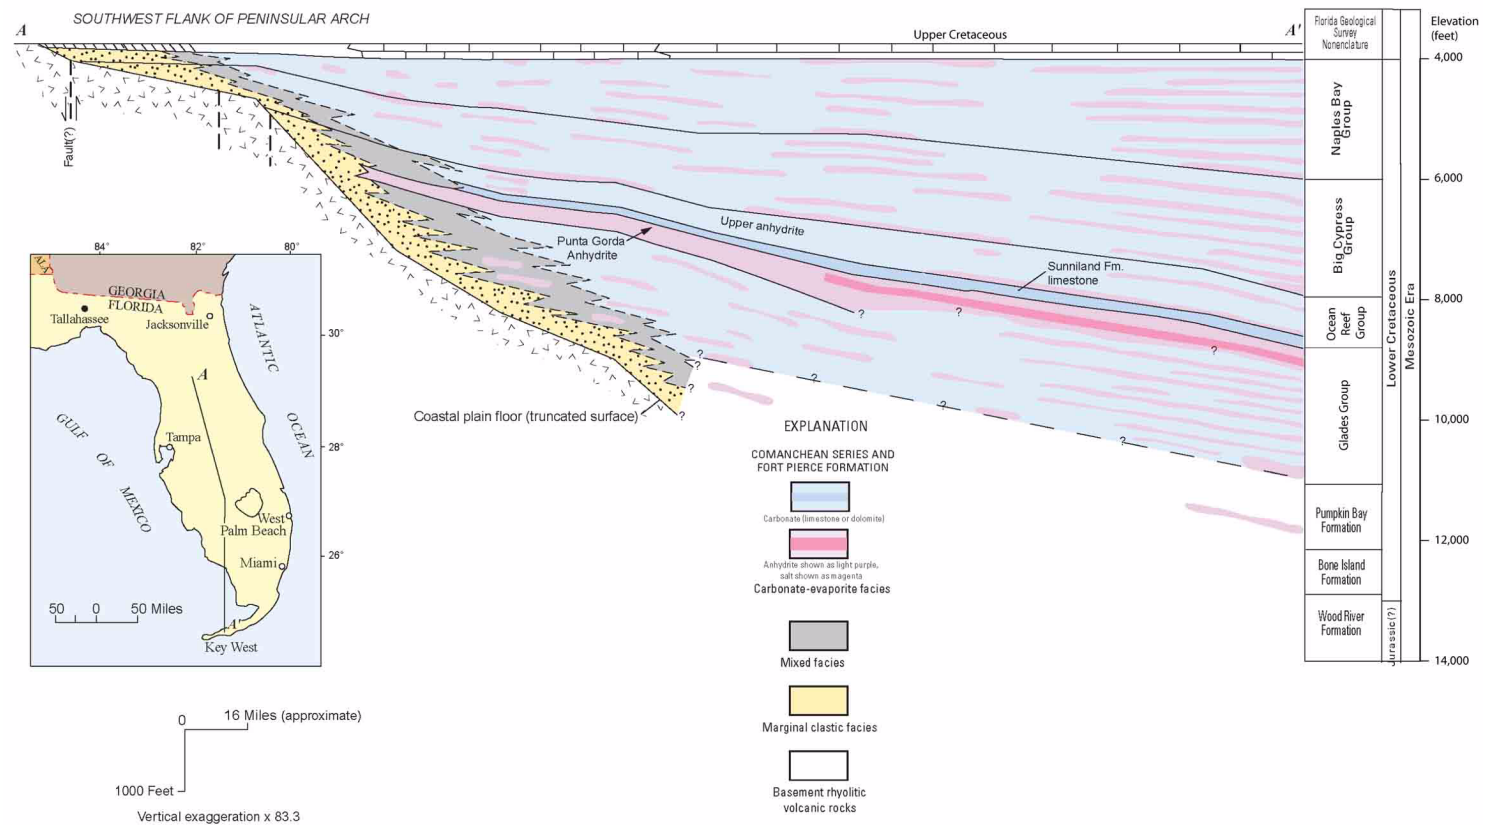 SOUTHWEST FLANK OF PENINSULAR ARCH
A
Upper Cretaceous
A'
Florida Geological
Survey
Nonenclature
Elevation
(feet)
4,000
6,000
8,000
10,000
12,000
14,000
Naples Bay
Group
Big Cypress
Group
Ocean
Reef
Group
Glades Group
Pumpkin Bay
Formation
Bone Island
Formation
Wood River
Formation
Lower Cretaceous
Jurassic(?)
Mesozoic Era
Fault(?)
Upper anhydrite
Punta Gorda
Anhydrite
Sunniland Fm.
limestone
?
?
?
?
?
?
?
?
?
?
Coastal plain floor (truncated surface)
84°
82°
80°
30°
28°
26°
ALA
GEORGIA
FLORIDA
Tallahassee
Jacksonville
ATLANTIC
OCEAN
A
GULF
OF
MEXICO
Tampa
West
Palm Beach
Miami
A'
Key West
50
0
50 Miles
0
16 Miles (approximate)
1000 Feet
Vertical exaggeration x 83.3
EXPLANATION
COMANCHEAN SERIES AND
FORT PIERCE FORMATION
Carbonate (limestone or dolomite)
Anhydrite shown as light purple,
salt shown as magenta
Carbonate-evaporite facies
Mixed facies
Marginal clastic facies
Basement rhyolitic
volcanic rocks